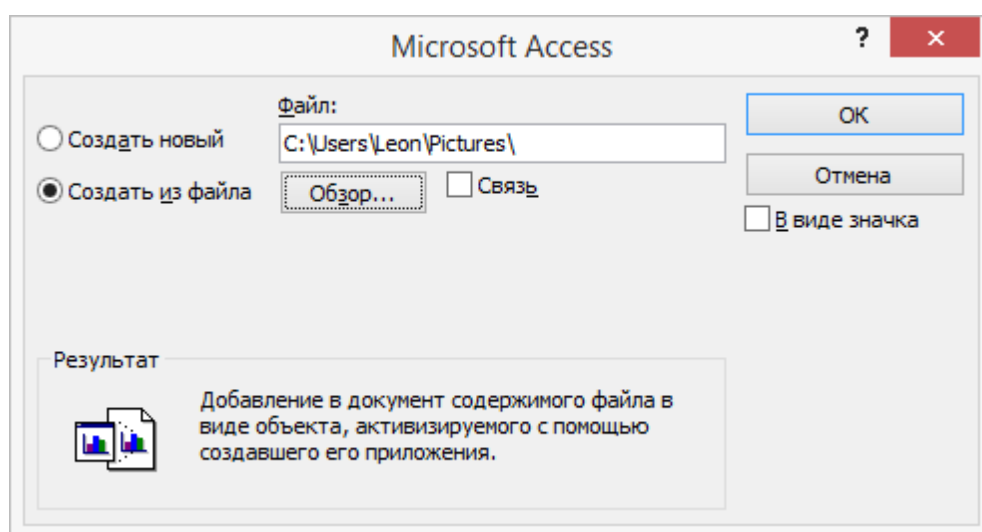 Microsoft Access
?
Файл:
Создать новый
C:\Users\Leon\Pictures\
ОК
Создать из файла
Обзор...
Связь
Отмена
В виде значка
Результат
Добавление в документ содержимого файла в
виде объекта, активизируемого с помощью
создавшего его приложения.